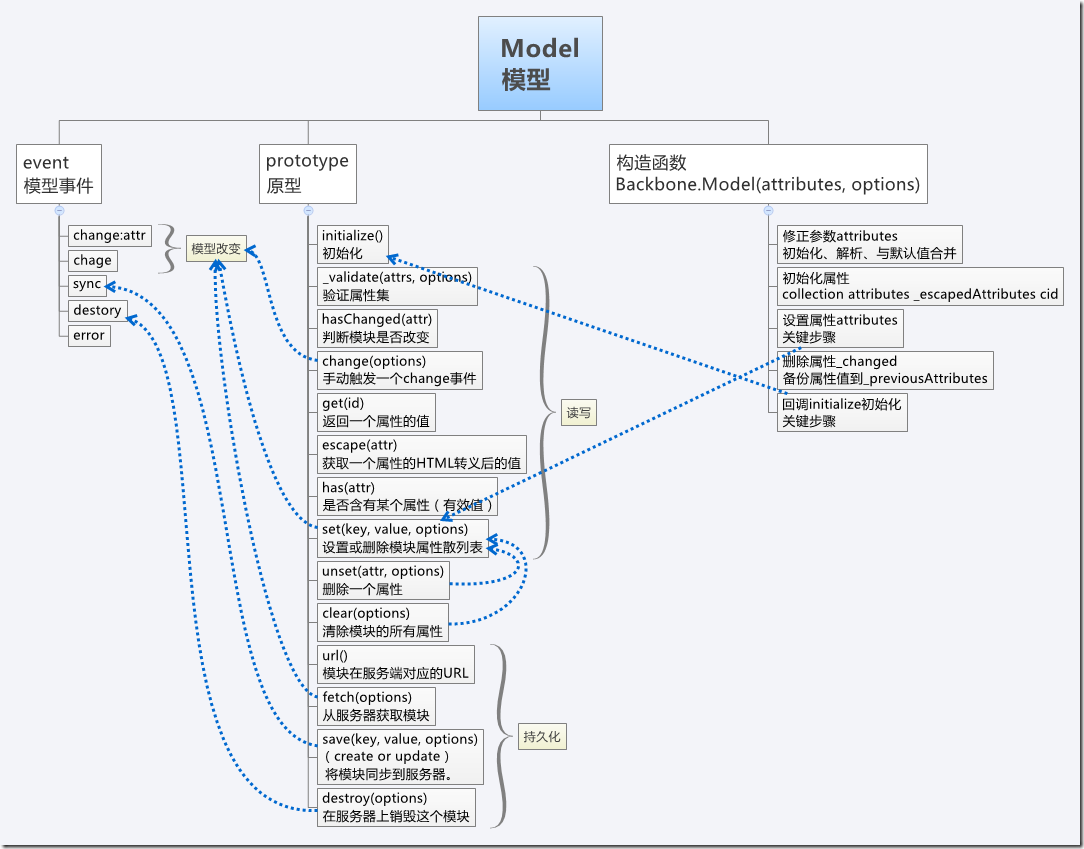 Model
模型
event
模型事件
change:attr
chage
sync
destory
error
模型改变
prototype
原型
initialize()
初始化
_validate(attrs, options)
验证属性集
hasChanged(attr)
判断模块是否改变
change(options)
手动触发一个change事件
get(id)
返回一个属性的值
escape(attr)
获取一个属性的HTML转义后的值
has(attr)
是否含有某个属性（有效值）
set(key, value, options)
设置或删除模块属性散列表
unset(attr, options)
删除一个属性
clear(options)
清除模块的所有属性
url()
模块在服务端对应的URL
fetch(options)
从服务器获取模块
save(key, value, options)
（create or update）
将模块同步到服务器。
destroy(options)
在服务器上销毁这个模块
读写
持久化
构造函数
Backbone.Model(attributes, options)
修正参数attributes
初始化、解析、与默认值合并
初始化属性
collection attributes _escapedAttributes cid
设置属性attributes
关键步骤
删除属性_changed
备份属性值到_previousAttributes
回调initialize初始化
关键步骤